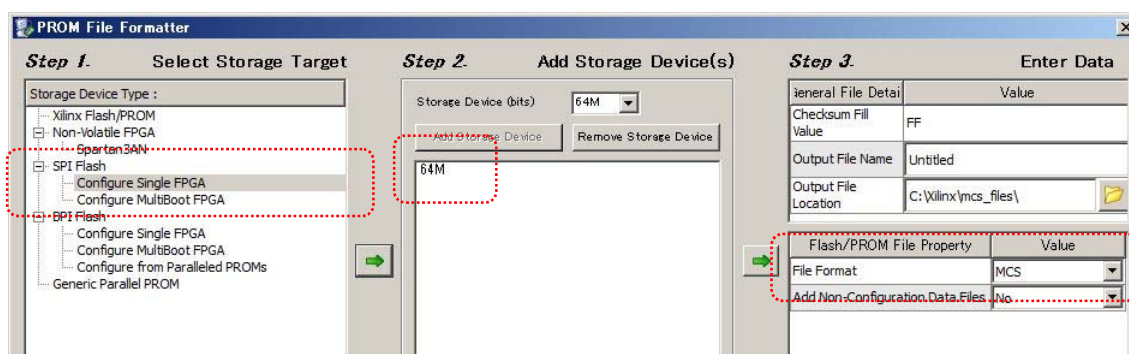 PROM File Formatter
Step 1. Select Storage Target
Storage Device Type :
Xilinx Flash/PROM
Non-Volatile FPGA
Spartan3AN
SPI Flash
Configure Single FPGA
Configure MultiBoot FPGA
BPI Flash
Configure Single FPGA
Configure MultiBoot FPGA
Configure from Paralleled PROMs
Generic Parallel PROM
Step 2. Add Storage Device(s)
Storage Device (bits) 64M
Add Storage Device Remove Storage Device
64M
Step 3. Enter Data
ieneral File Detai Value
Checksum Fill
Value FF
Output File Name Untitled
Output File
Location C:\Xilinx\mcs_files\
Flash/PROM File Property Value
File Format MCS
Add Non-Configuration Data Files No